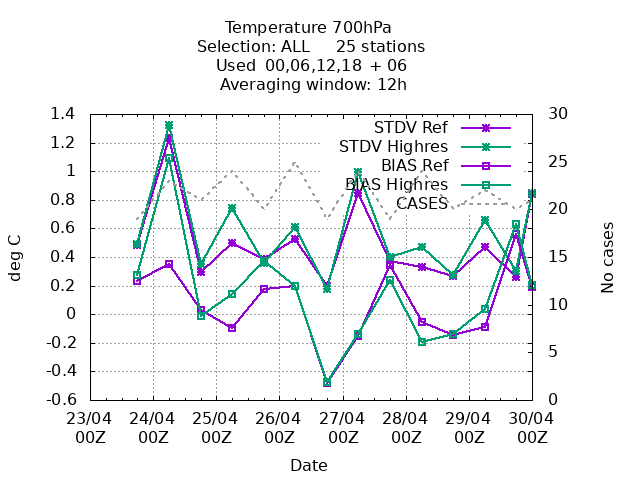 Temperature 700hPa
Selection: ALL     25 stations
Used  00,06,12,18 + 06
Averaging window: 12h
1.4
1.2
1
0.8
0.6
0.4
0.2
0
-0.2
-0.4
-0.6
deg C
STDV Ref
STDV Highres
BIAS Ref
BIAS Highres
CASES
30
25
20
15
10
5
0
No cases
23/04 24/04 25/04 26/04 27/04 28/04 29/04 30/04
00Z 00Z 00Z 00Z 00Z 00Z 00Z 00Z
Date